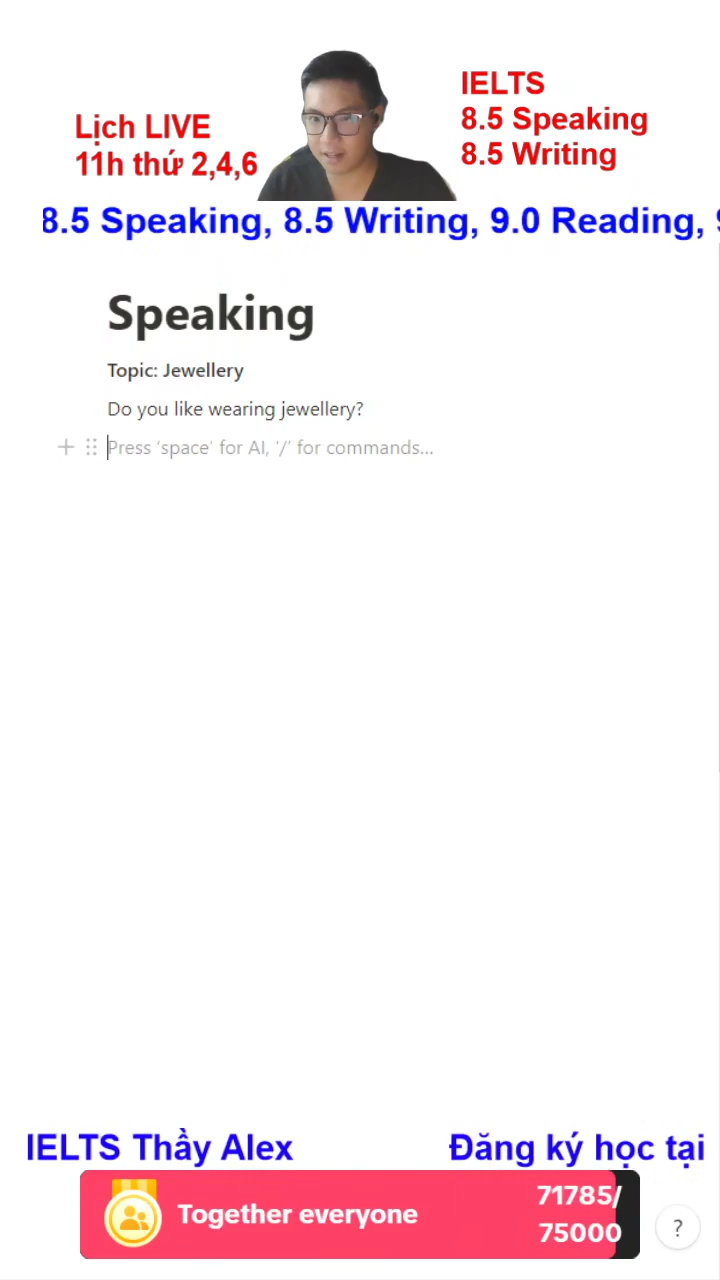 Lịch LIVE
11h thứ 2,4,6
IELTS
8.5 Speaking
8.5 Writing
8.5 Speaking, 8.5 Writing, 9.0 Reading,
Speaking
Topic: Jewellery
Do you like wearing jewellery?
Press ‘space’ for AI, ‘/’ for commands…
IELTS Thầy Alex
Đăng ký học tại
Together everyone
71785/
75000
?